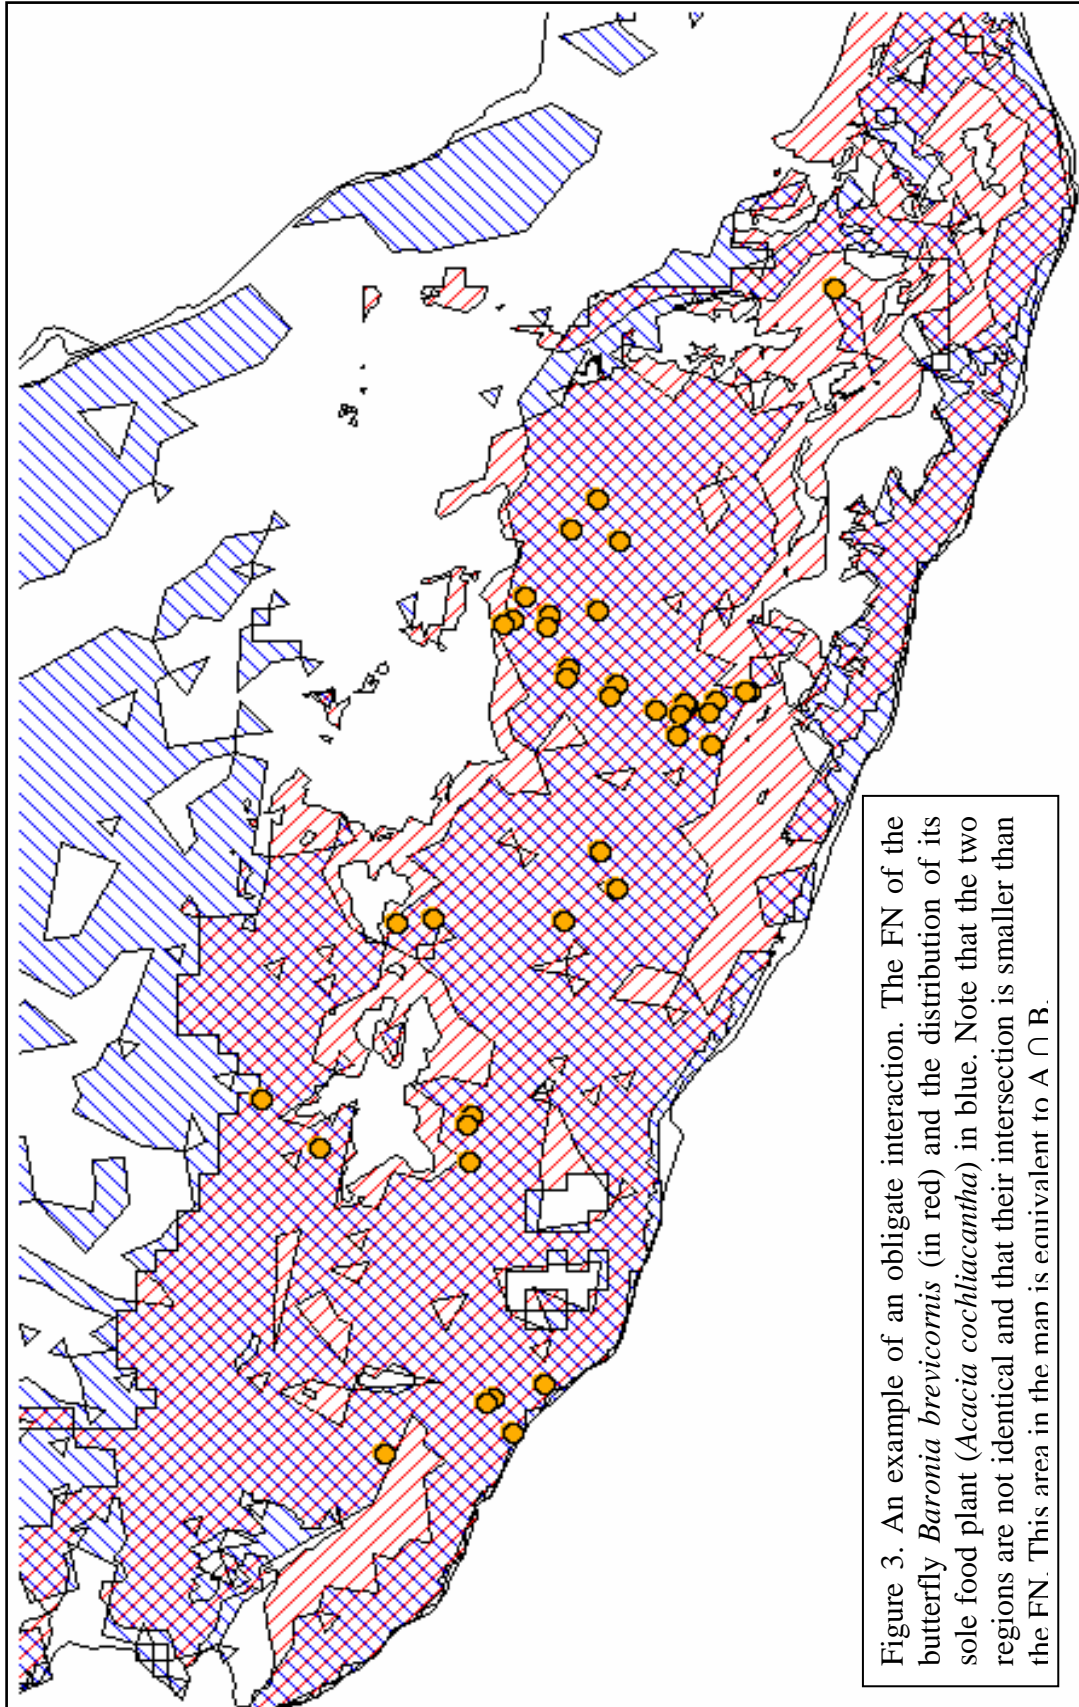 Figure 3. An example of an obligate interaction. The FN of the
butterfly Baronia brevicornis (in red) and the distribution of its
sole food plant (Acacia cochliacantha) in blue. Note that the two
regions are not identical and that their intersection is smaller than
the FN. This area in the map is equivalent to A ∩ B.